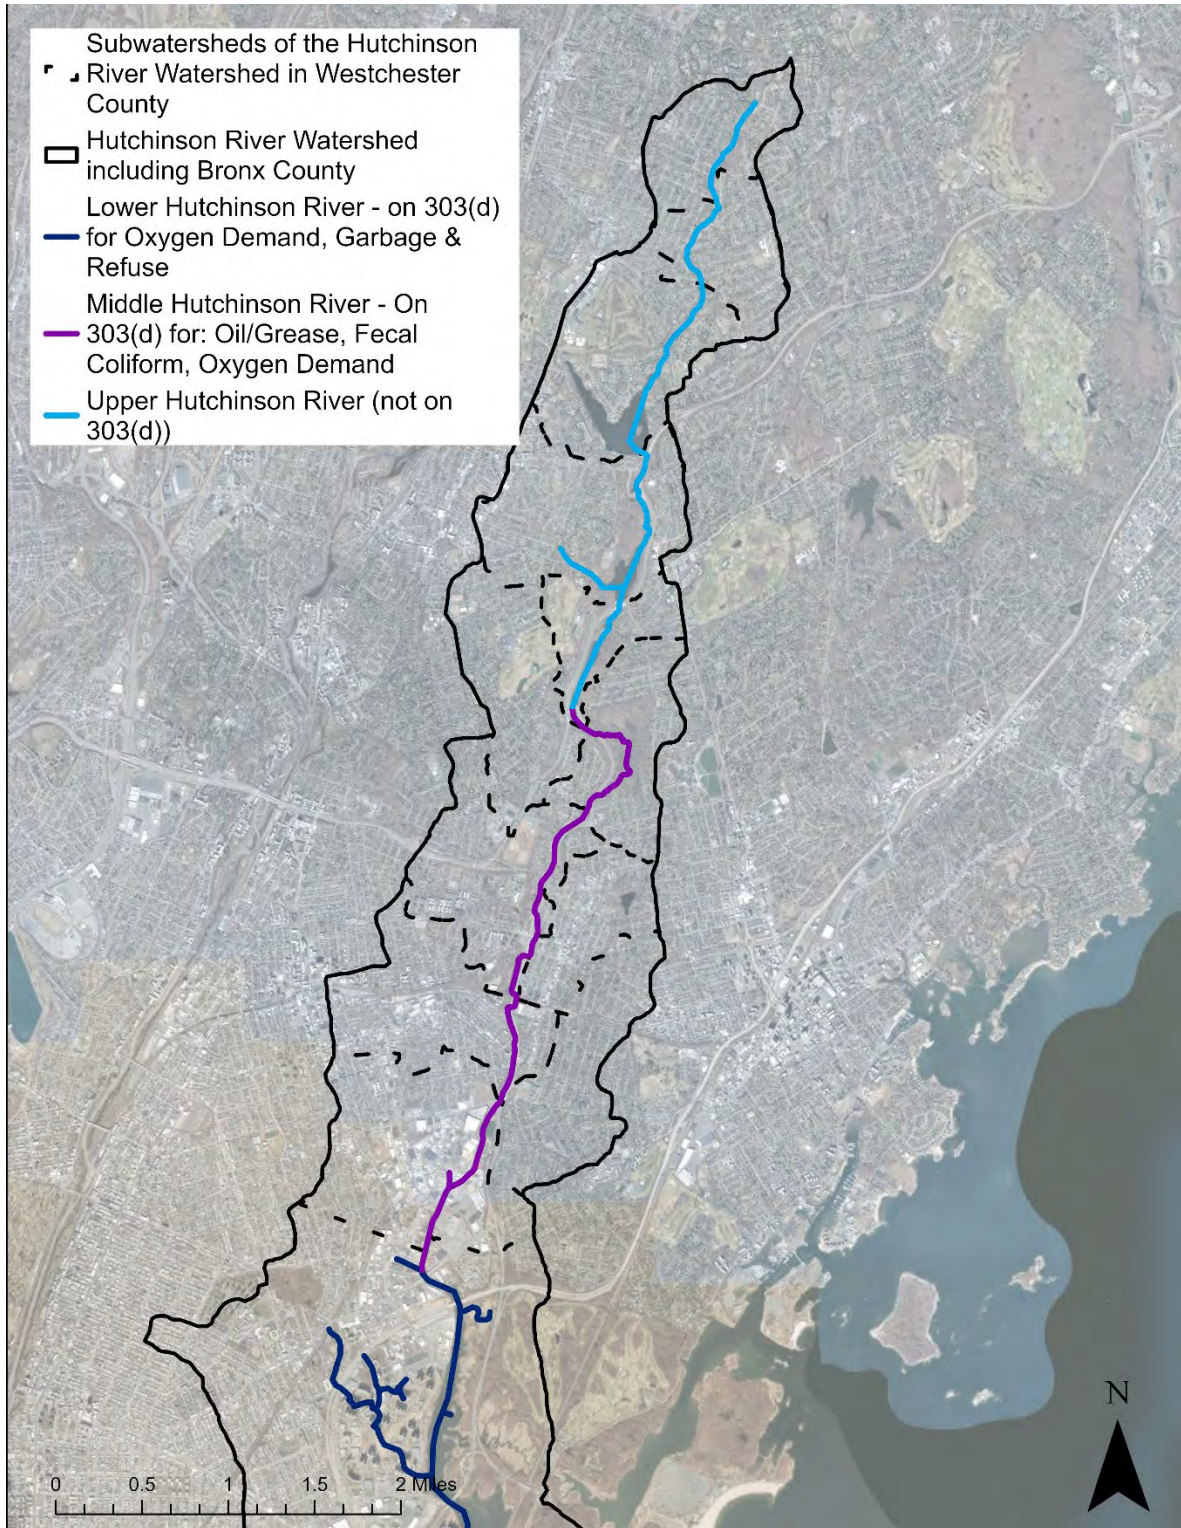 Subwatersheds of the Hutchinson
River Watershed in Westchester
County
Hutchinson River Watershed
including Bronx County
Lower Hutchinson River - on 303(d)
for Oxygen Demand, Garbage &
Refuse
Middle Hutchinson River - On
303(d) for: Oil/Grease, Fecal
Coliform, Oxygen Demand
Upper Hutchinson River (not on
303(d))
N
0 0.5 1 1.5 2 Miles